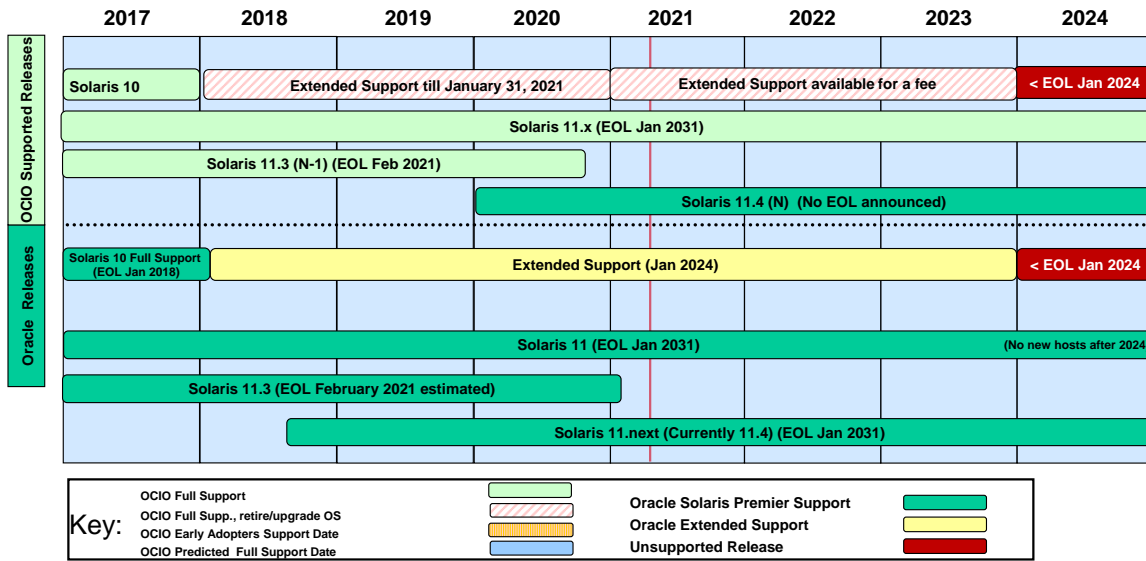 2017 2018 2019 2020 2021 2022 2023 2024
OCIO Supported Releases
Solaris 10
Extended Support till January 31, 2021
Extended Support available for a fee
< EOL Jan 2024
Solaris 11.x (EOL Jan 2031)
Solaris 11.3 (N-1) (EOL Feb 2021)
Solaris 11.4 (N) (No EOL announced)
Oracle Releases
Solaris 10 Full Support
(EOL Jan 2018)
Extended Support (Jan 2024)
< EOL Jan 2024
Solaris 11 (EOL Jan 2031)
(No new hosts after 2024
Solaris 11.3 (EOL February 2021 estimated)
Solaris 11.next (Currently 11.4) (EOL Jan 2031)
Key:
OCIO Full Support
OCIO Full Supp., retire/upgrade OS
OCIO Early Adopters Support Date
OCIO Predicted Full Support Date
Oracle Solaris Premier Support
Oracle Extended Support
Unsupported Release